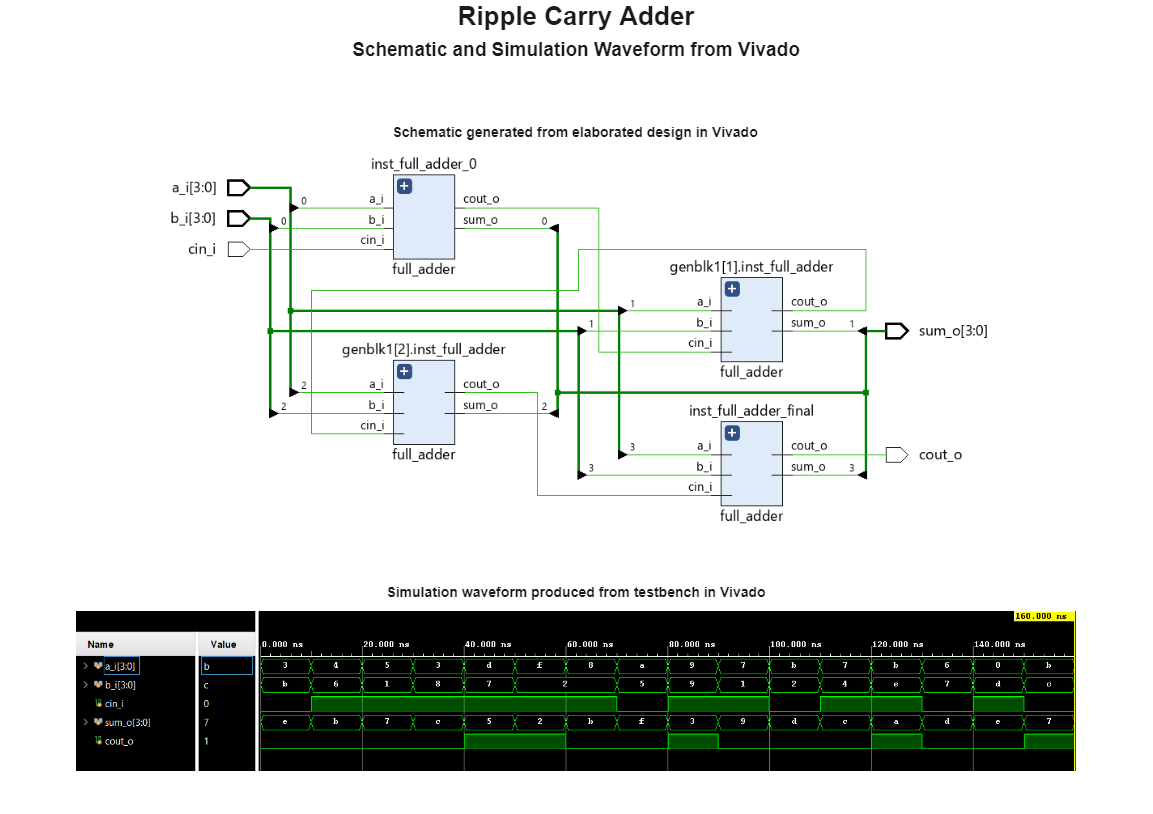 Ripple Carry Adder
Schematic and Simulation Waveform from Vivado
Schematic generated from elaborated design in Vivado
inst_full_adder_0
a_i[3:0]
0
a_i
cout_o
b_i[3:0]
0
b_i
sum_o
0
cin_i
cin_i
full_adder
genblk1[1].inst_full_adder
1
a_i
cout_o
1
b_i
sum_o
1
sum_o[3:0]
cin_i
full_adder
genblk1[2].inst_full_adder
2
a_i
cout_o
2
b_i
sum_o
2
cin_i
full_adder
inst_full_adder_final
3
a_i
cout_o
cout_o
3
b_i
sum_o
3
cin_i
full_adder
Simulation waveform produced from testbench in Vivado
160.000 ns
Name Value 0.000 ns 20.000 ns 40.000 ns 60.000 ns 80.000 ns 100.000 ns 120.000 ns 140.000 ns
a_i[3:0] b 3 4 5 3 d f 8 a 9 7 b 7 b 6 0 b
b_i[3:0] c b 6 1 8 7 2 5 9 1 2 4 e 7 d c
cin_i 0
sum_o[3:0] 7 e b 7 c 5 2 b f 3 9 d c a d e 7
cout_o 1